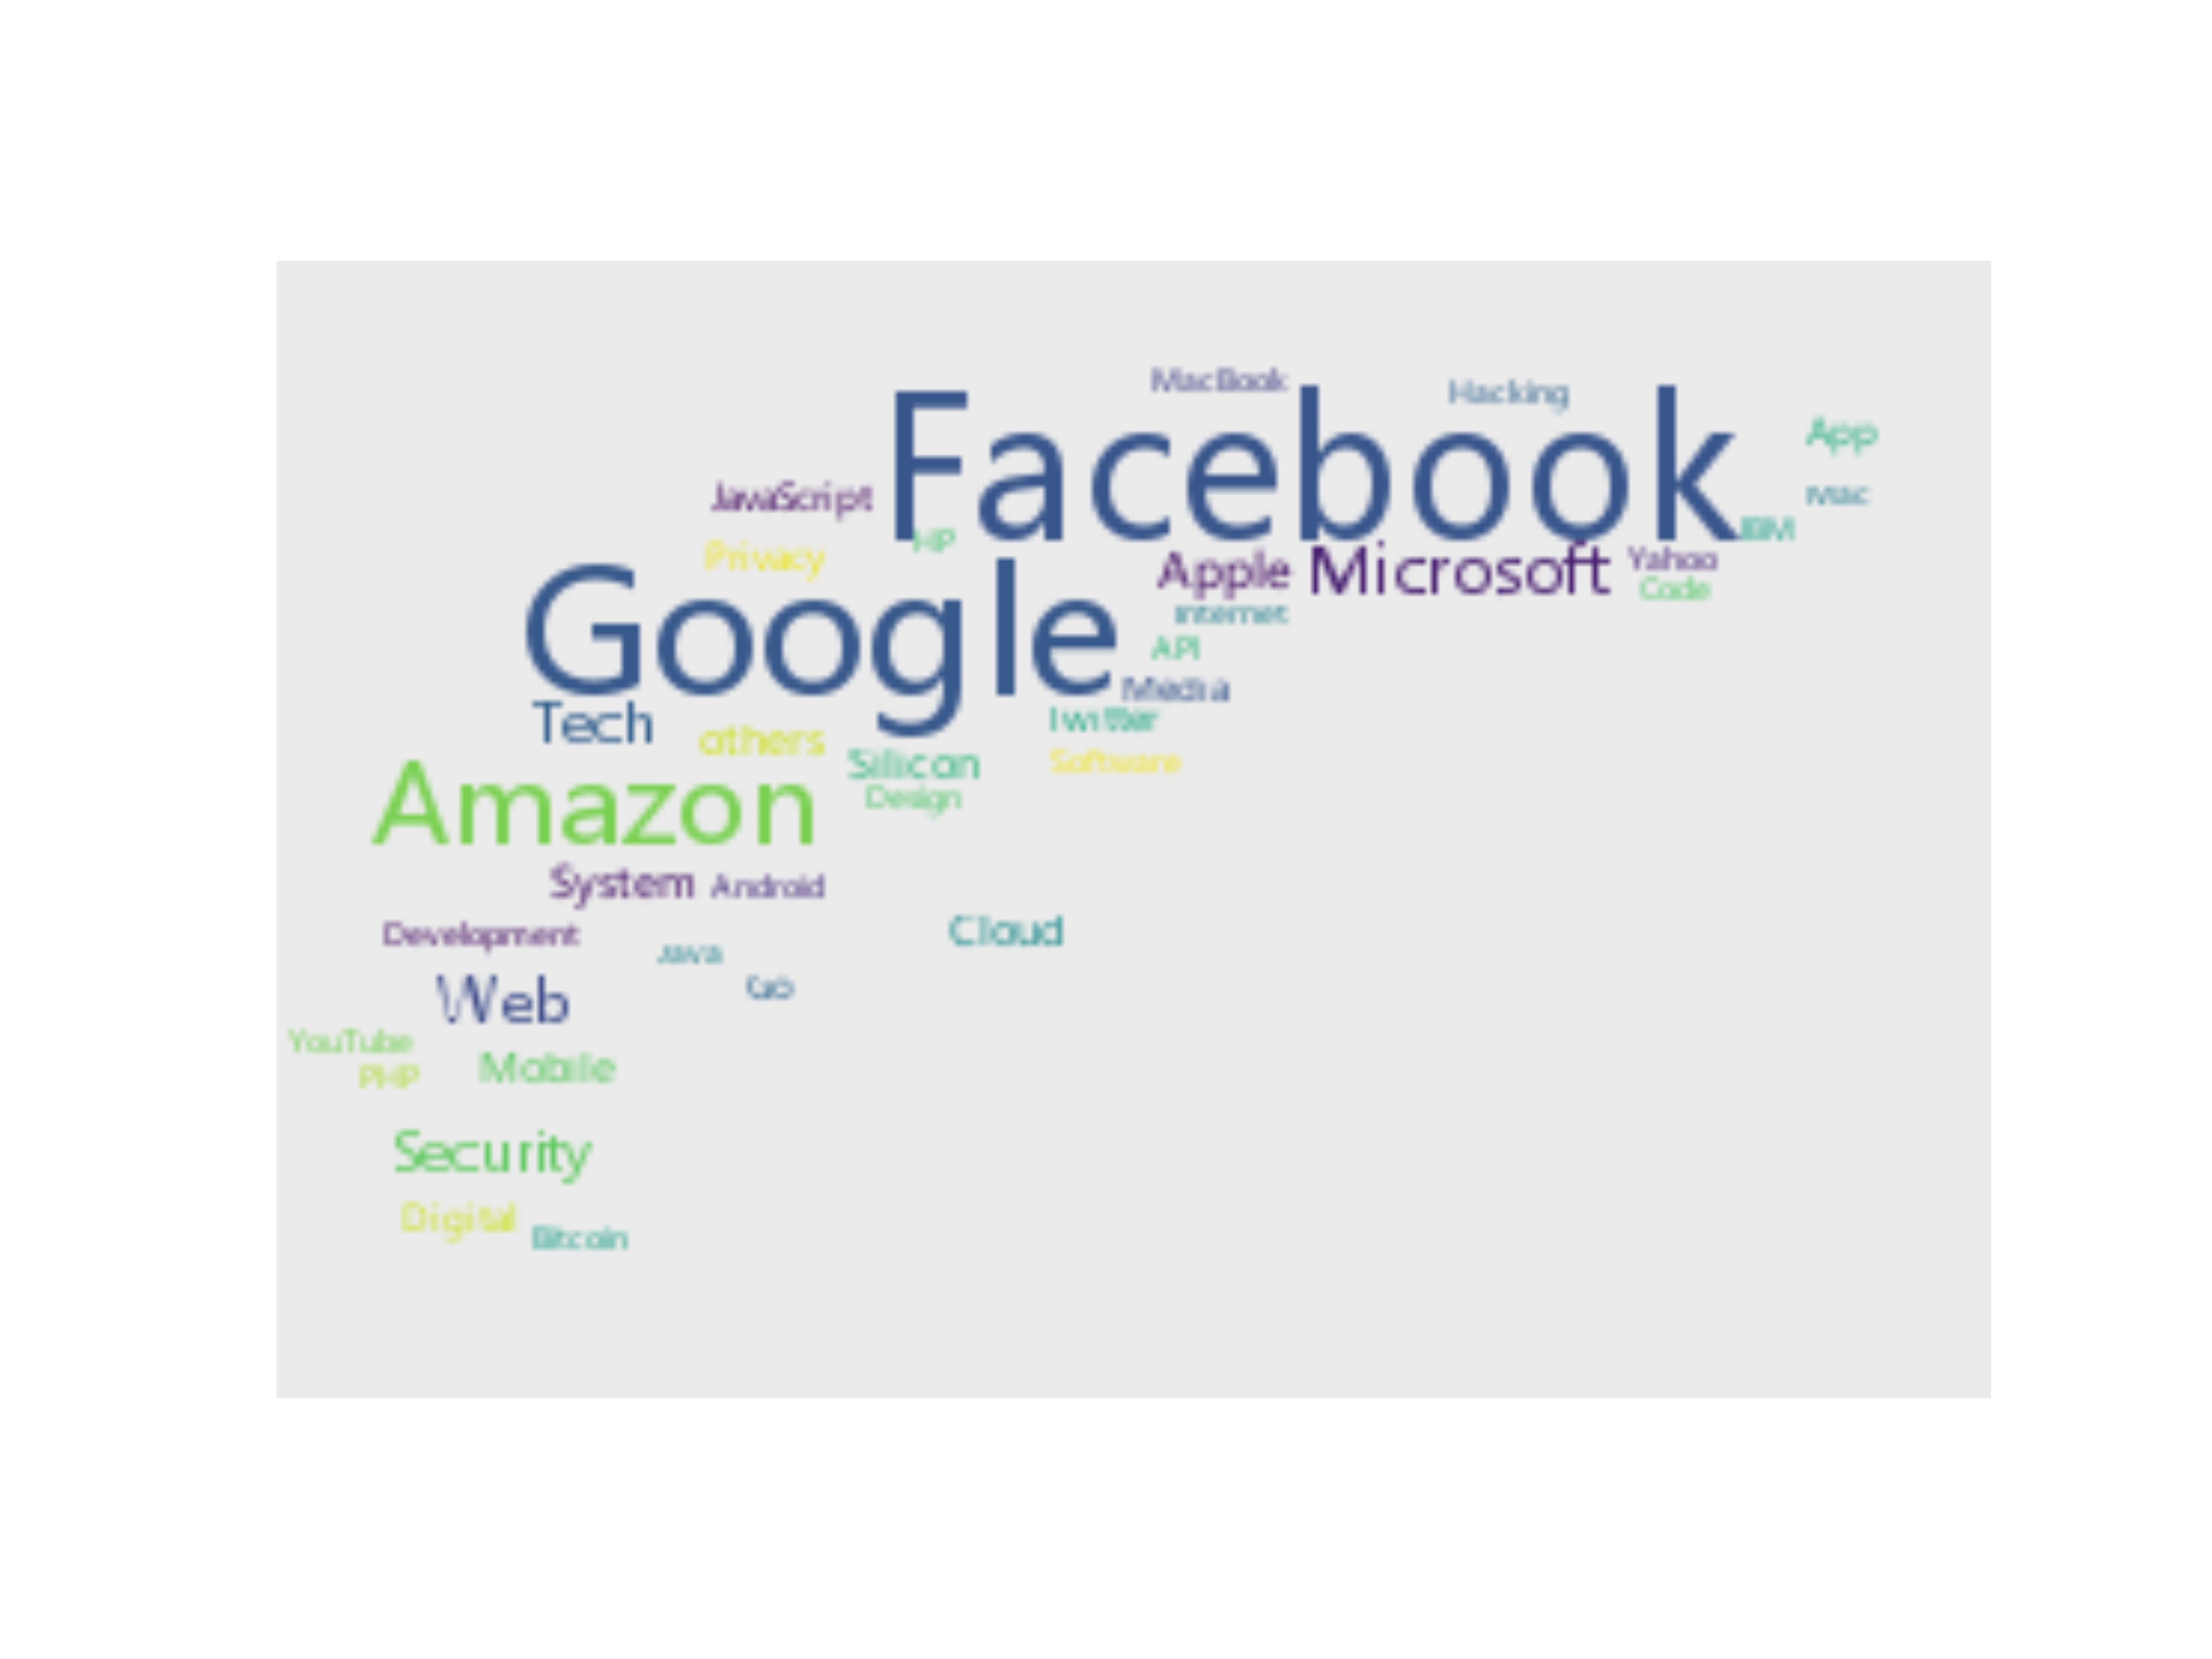 MacBook
Hacking
Facebook
App
JavaScript
Mac
HP
IBM
Privacy
Apple
Microsoft
Yahoo
Code
Google
Internet
API
Media
Tech
others
Twitter
Silicon
Software
Design
Amazon
System
Android
Development
Cloud
Java
Go
Web
YouTube
PHP
Mobile
Security
Digital
Bitcoin